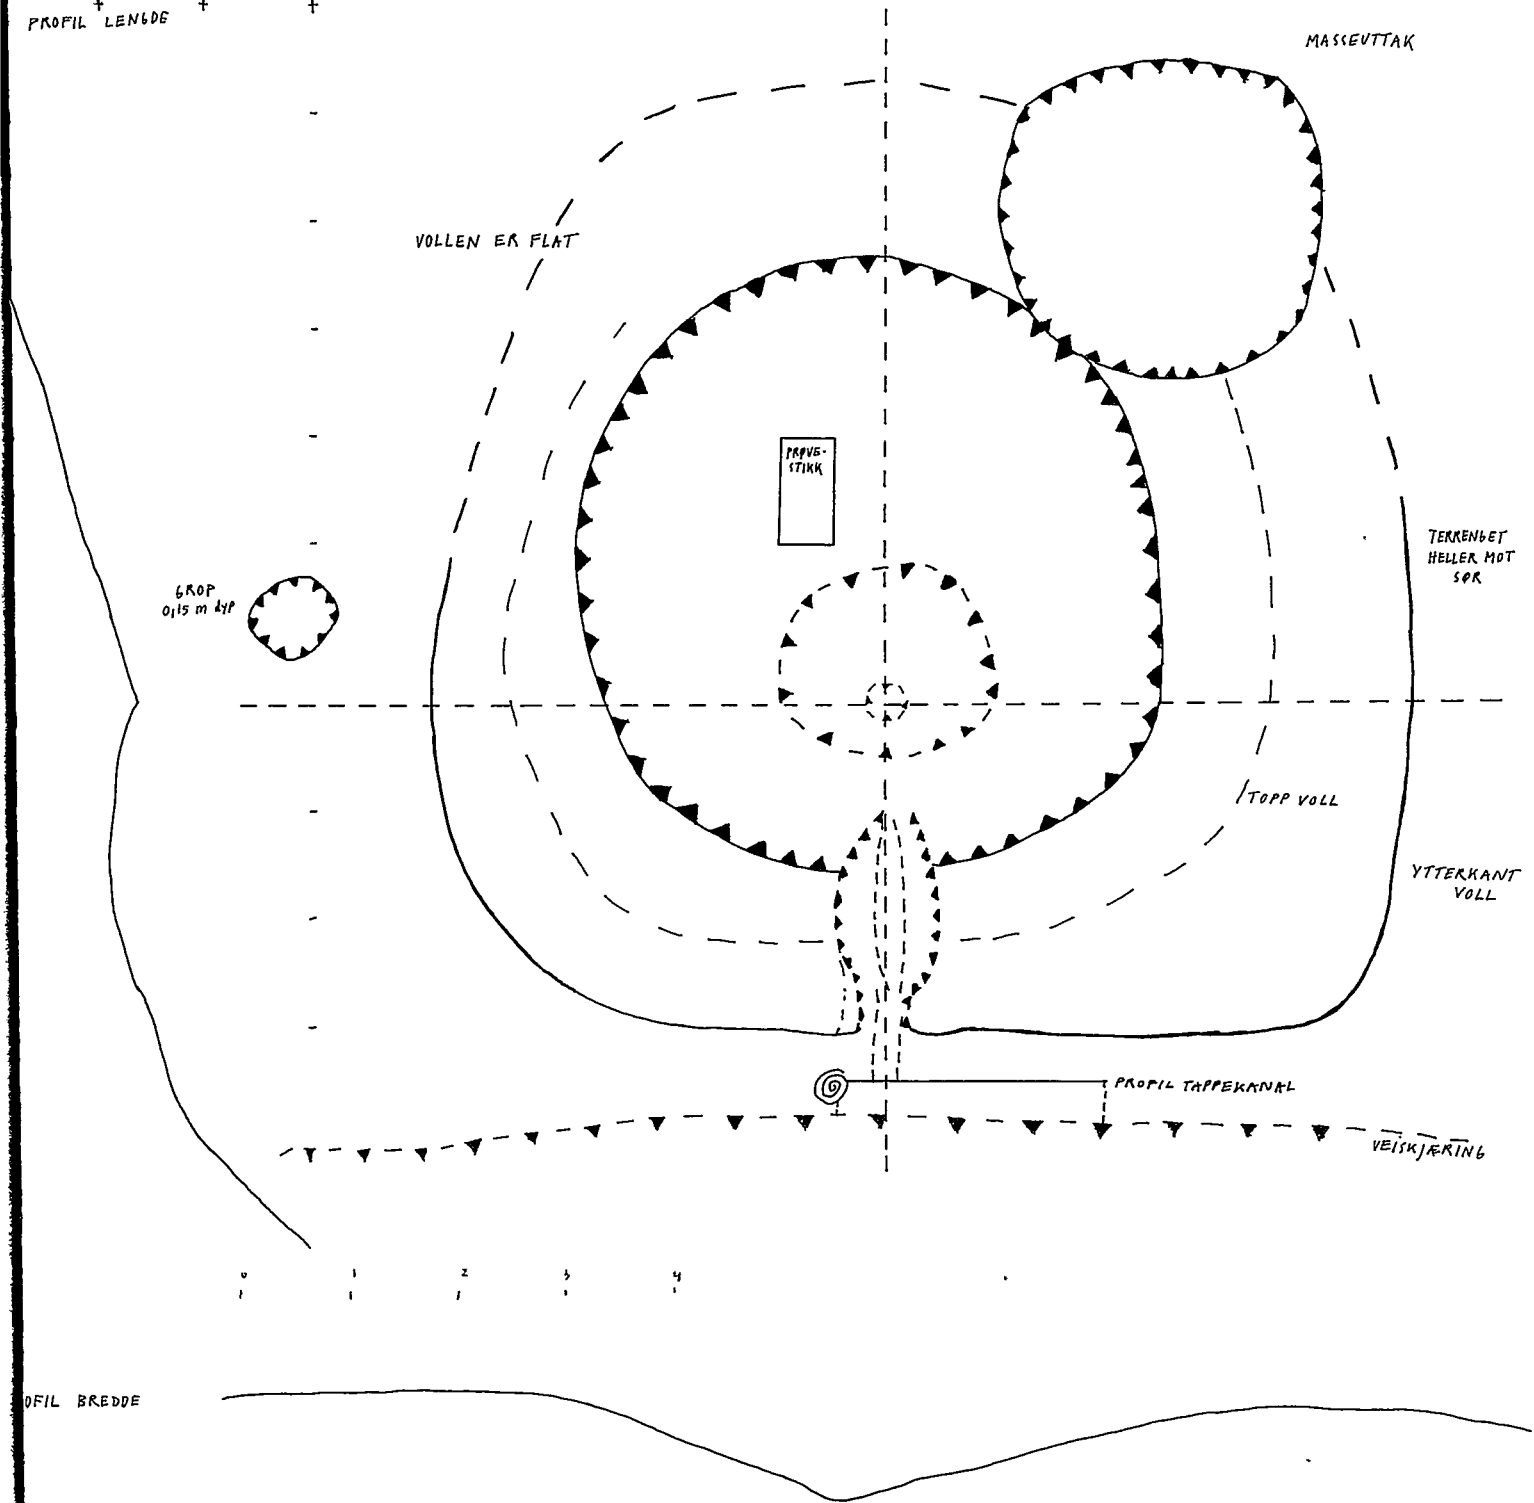 PROFIL LENGDE
MASSEUTTAK
VOLLEN ER FLAT
PRØVE-
STIKK
TERRENGET
HELLER MOT
SØR
GROP
0,15 m dyp
TOPP VOLL
YTTERKANT
VOLL
PROFIL TAPPEKANAL
VEISKJÆRING
0 1 2 3 4
OFIL BREDDE